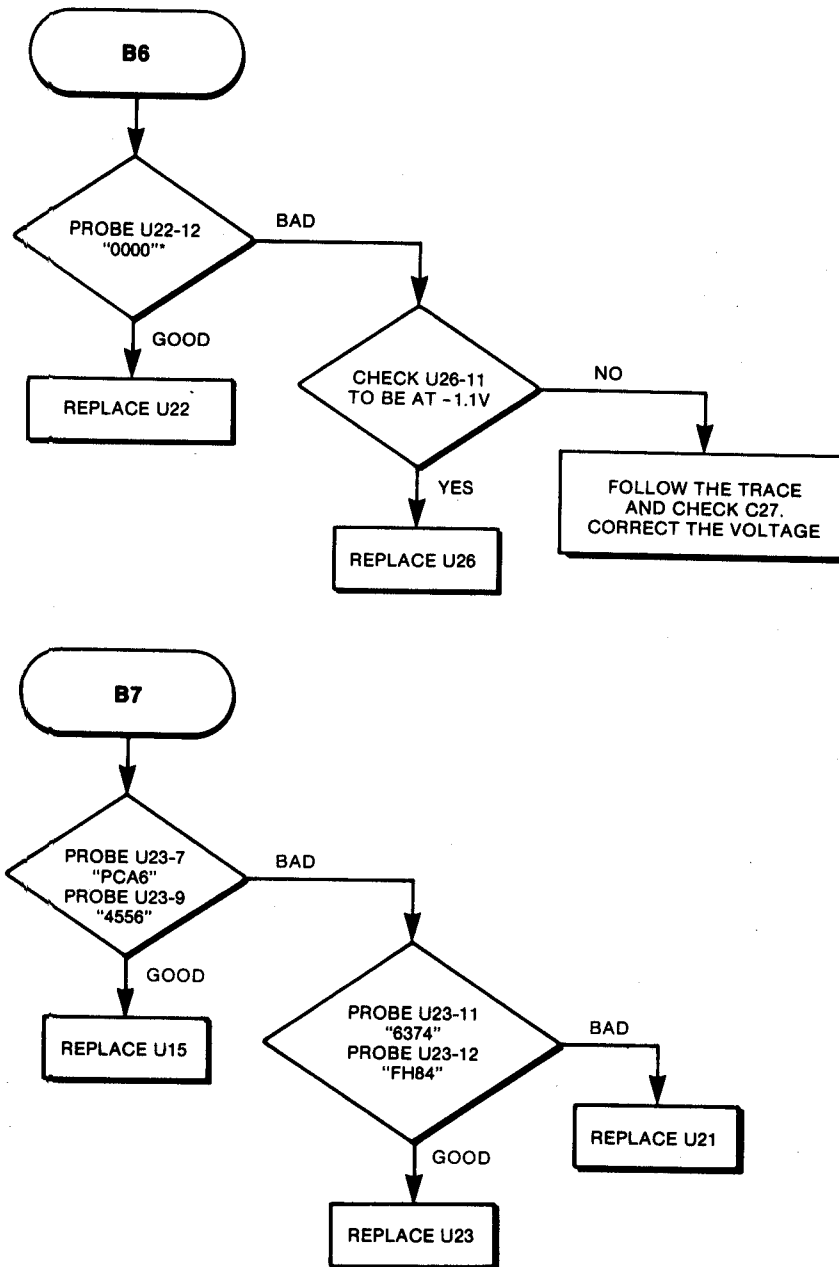 B6
PROBE U22-12
"0000"*
BAD
GOOD
REPLACE U22
CHECK U26-11
TO BE AT -1.1V
NO
YES
REPLACE U26
FOLLOW THE TRACE
AND CHECK C27.
CORRECT THE VOLTAGE
B7
PROBE U23-7
"PCA6"
PROBE U23-9
"4556"
BAD
GOOD
REPLACE U15
PROBE U23-11
"6374"
PROBE U23-12
"FH84"
BAD
REPLACE U21
GOOD
REPLACE U23